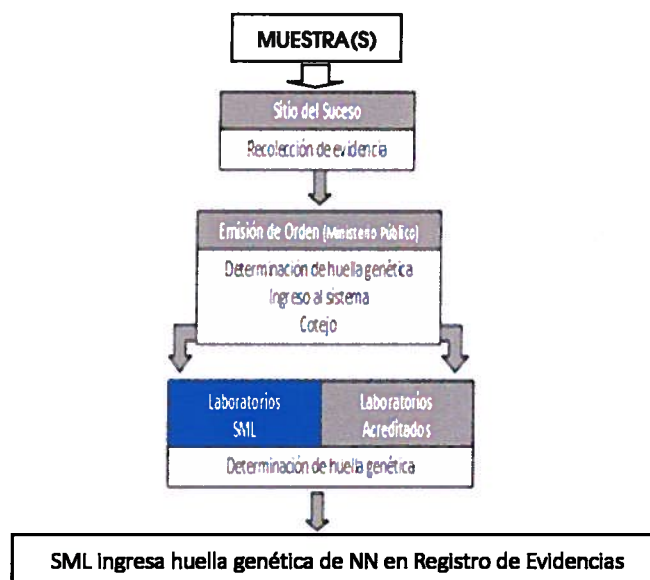 MUESTRA(S)
Sitio del Suceso
Recolección de evidencia
Emisión de Orden (Ministerio Público)
Determinación de huella genética
Ingreso al sistema
Cotejo
Laboratorios
SML
Laboratorios
Acreditados
Determinación de huella genética
SML ingresa huella genética de NN en Registro de Evidencias